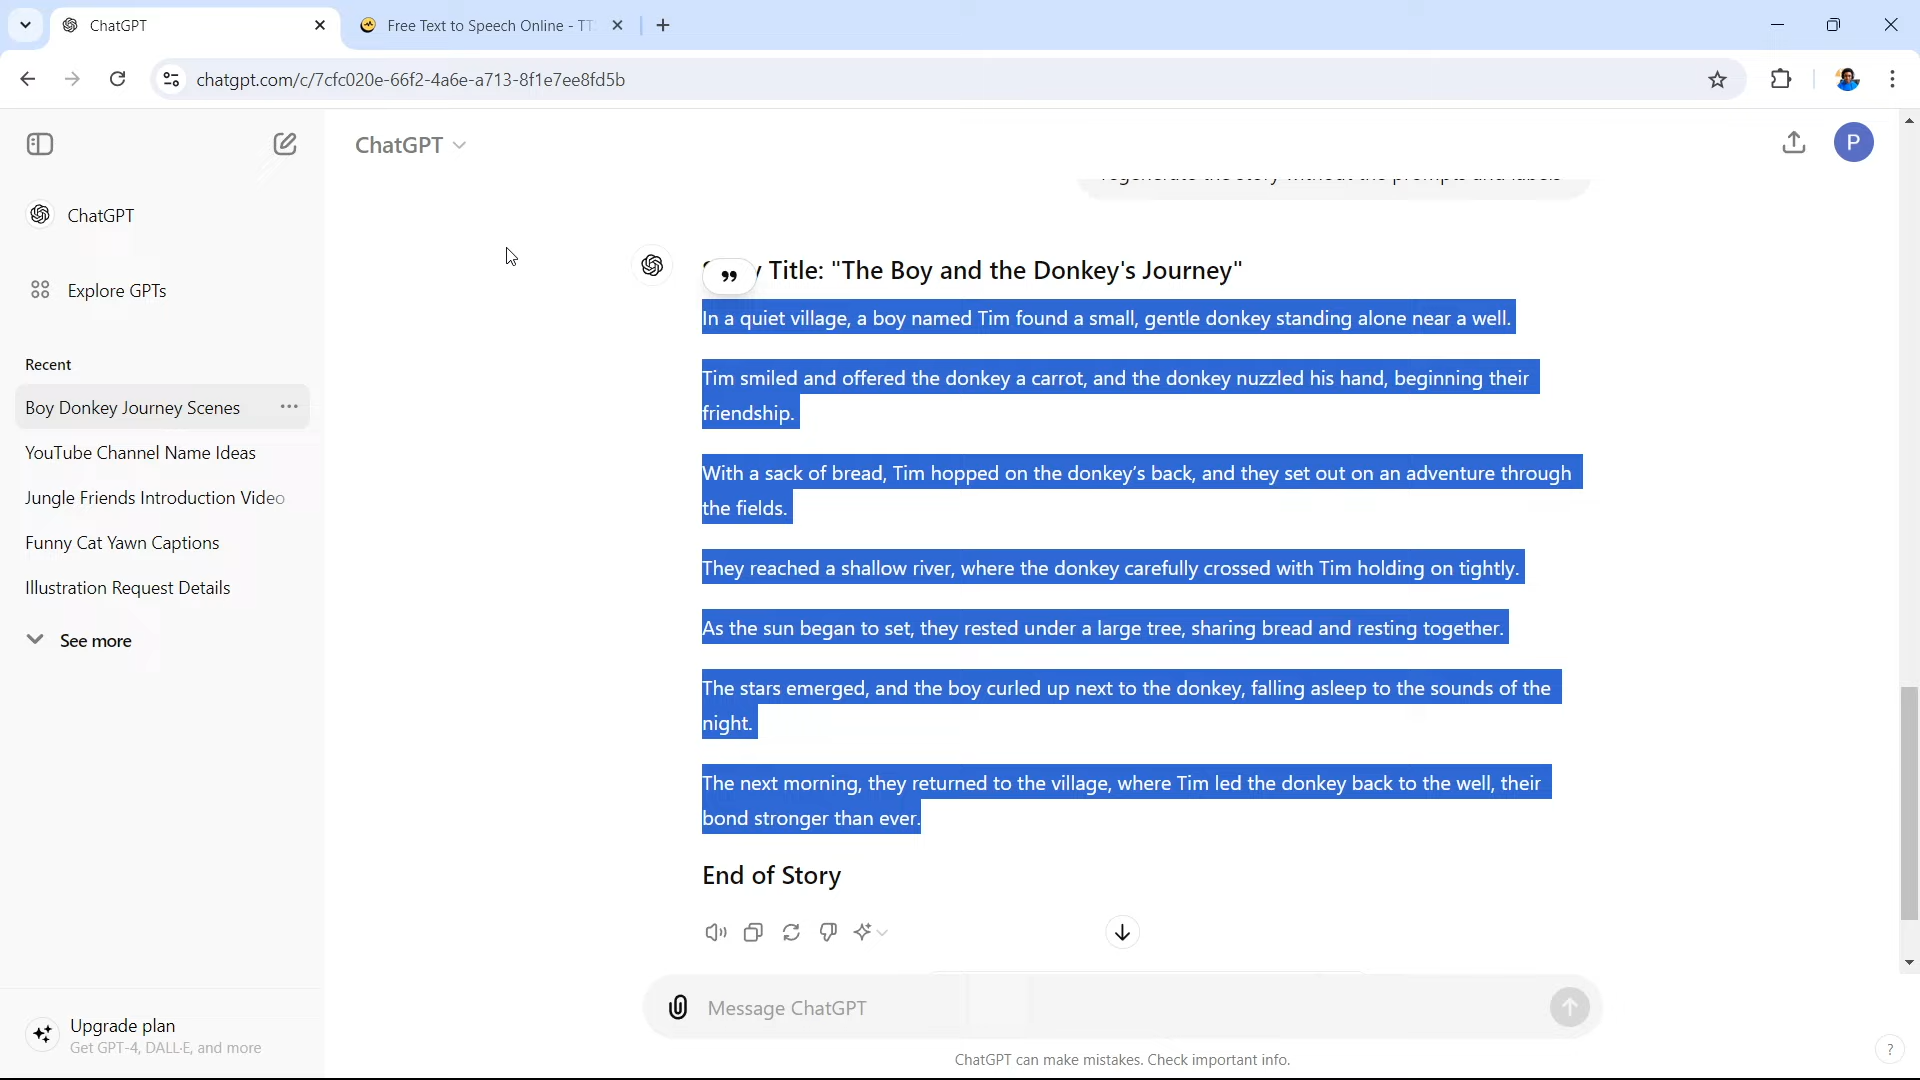 ChatGPT
Free Text to Speech Online - TT
chatgpt.com/c/7cfc020e-66f2-4a6e-a713-8f1e7ee8fd5b
ChatGPT
P
ChatGPT
Explore GPTs
Recent
Boy Donkey Journey Scenes
YouTube Channel Name Ideas
Jungle Friends Introduction Video
Funny Cat Yawn Captions
Illustration Request Details
See more
Upgrade plan
Get GPT-4, DALL·E, and more
regenerate the story without the prompts and labels
Title: "The Boy and the Donkey's Journey"
In a quiet village, a boy named Tim found a small, gentle donkey standing alone near a well.
Tim smiled and offered the donkey a carrot, and the donkey nuzzled his hand, beginning their
friendship.
With a sack of bread, Tim hopped on the donkey’s back, and they set out on an adventure through
the fields.
They reached a shallow river, where the donkey carefully crossed with Tim holding on tightly.
As the sun began to set, they rested under a large tree, sharing bread and resting together.
The stars emerged, and the boy curled up next to the donkey, falling asleep to the sounds of the
night.
The next morning, they returned to the village, where Tim led the donkey back to the well, their
bond stronger than ever.
End of Story
Message ChatGPT
ChatGPT can make mistakes. Check important info.
?